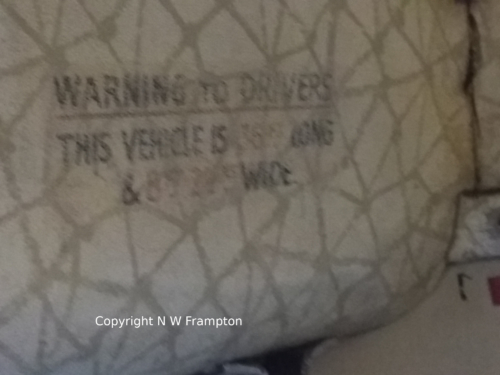 WARNING TO DRIVERS
THIS VEHICLE IS LONG
& WIDE
Copyright N W Frampton